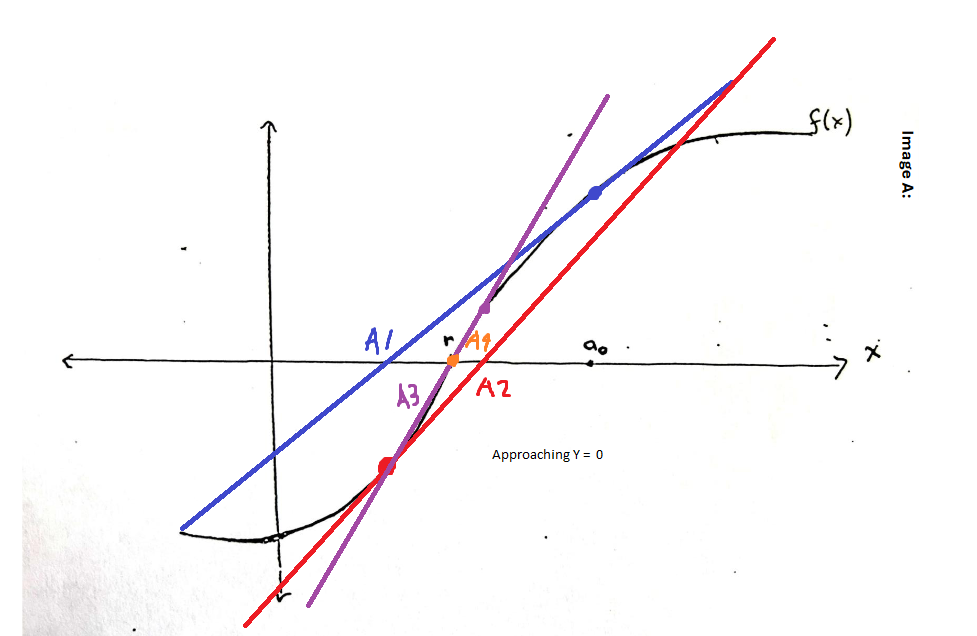 f(x)
Image A:
A1
r
A4
a₀
x
A3
A2
Approaching Y = 0